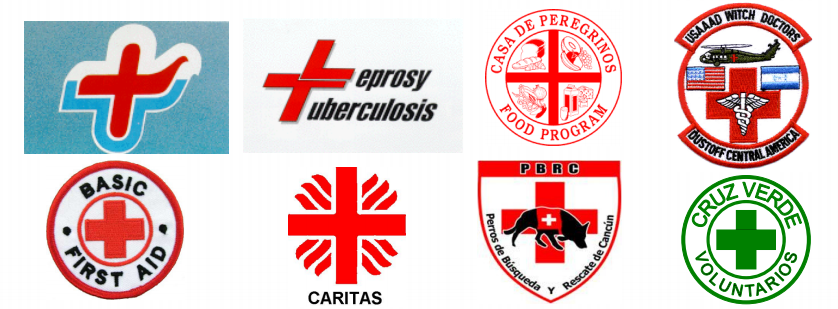 eprosy
uberculosis
CASA DE PEREGRINOS
FOOD PROGRAM
USAAAD WITCH DOCTORS
DUSTOFF CENTRAL AMERICA
BASIC
FIRST AID
CARITAS
PBRC
Perros de Búsqueda Y Rescate de Cancún
CRUZ VERDE
VOLUNTARIOS